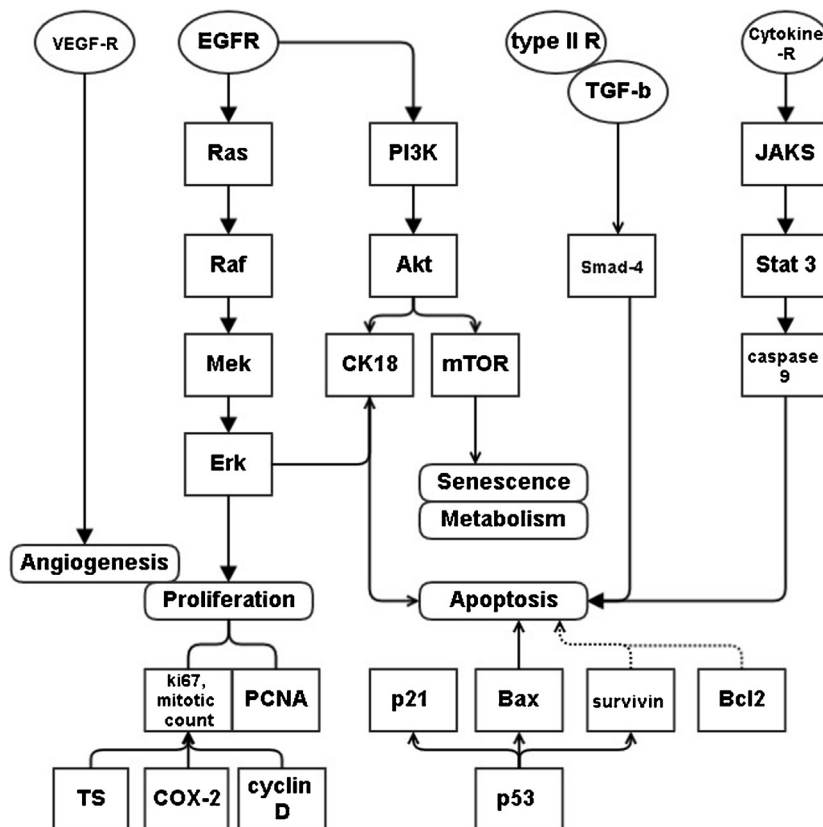 VEGF-R
EGFR
type II R
TGF-b
Cytokine
-R
Ras
PI3K
JAKS
Raf
Akt
Smad-4
Stat 3
Mek
CK18
mTOR
caspase
9
Erk
Senescence
Metabolism
Angiogenesis
Proliferation
Apoptosis
ki67,
mitotic
count
PCNA
p21
Bax
survivin
Bcl2
TS
COX-2
cyclin
D
p53